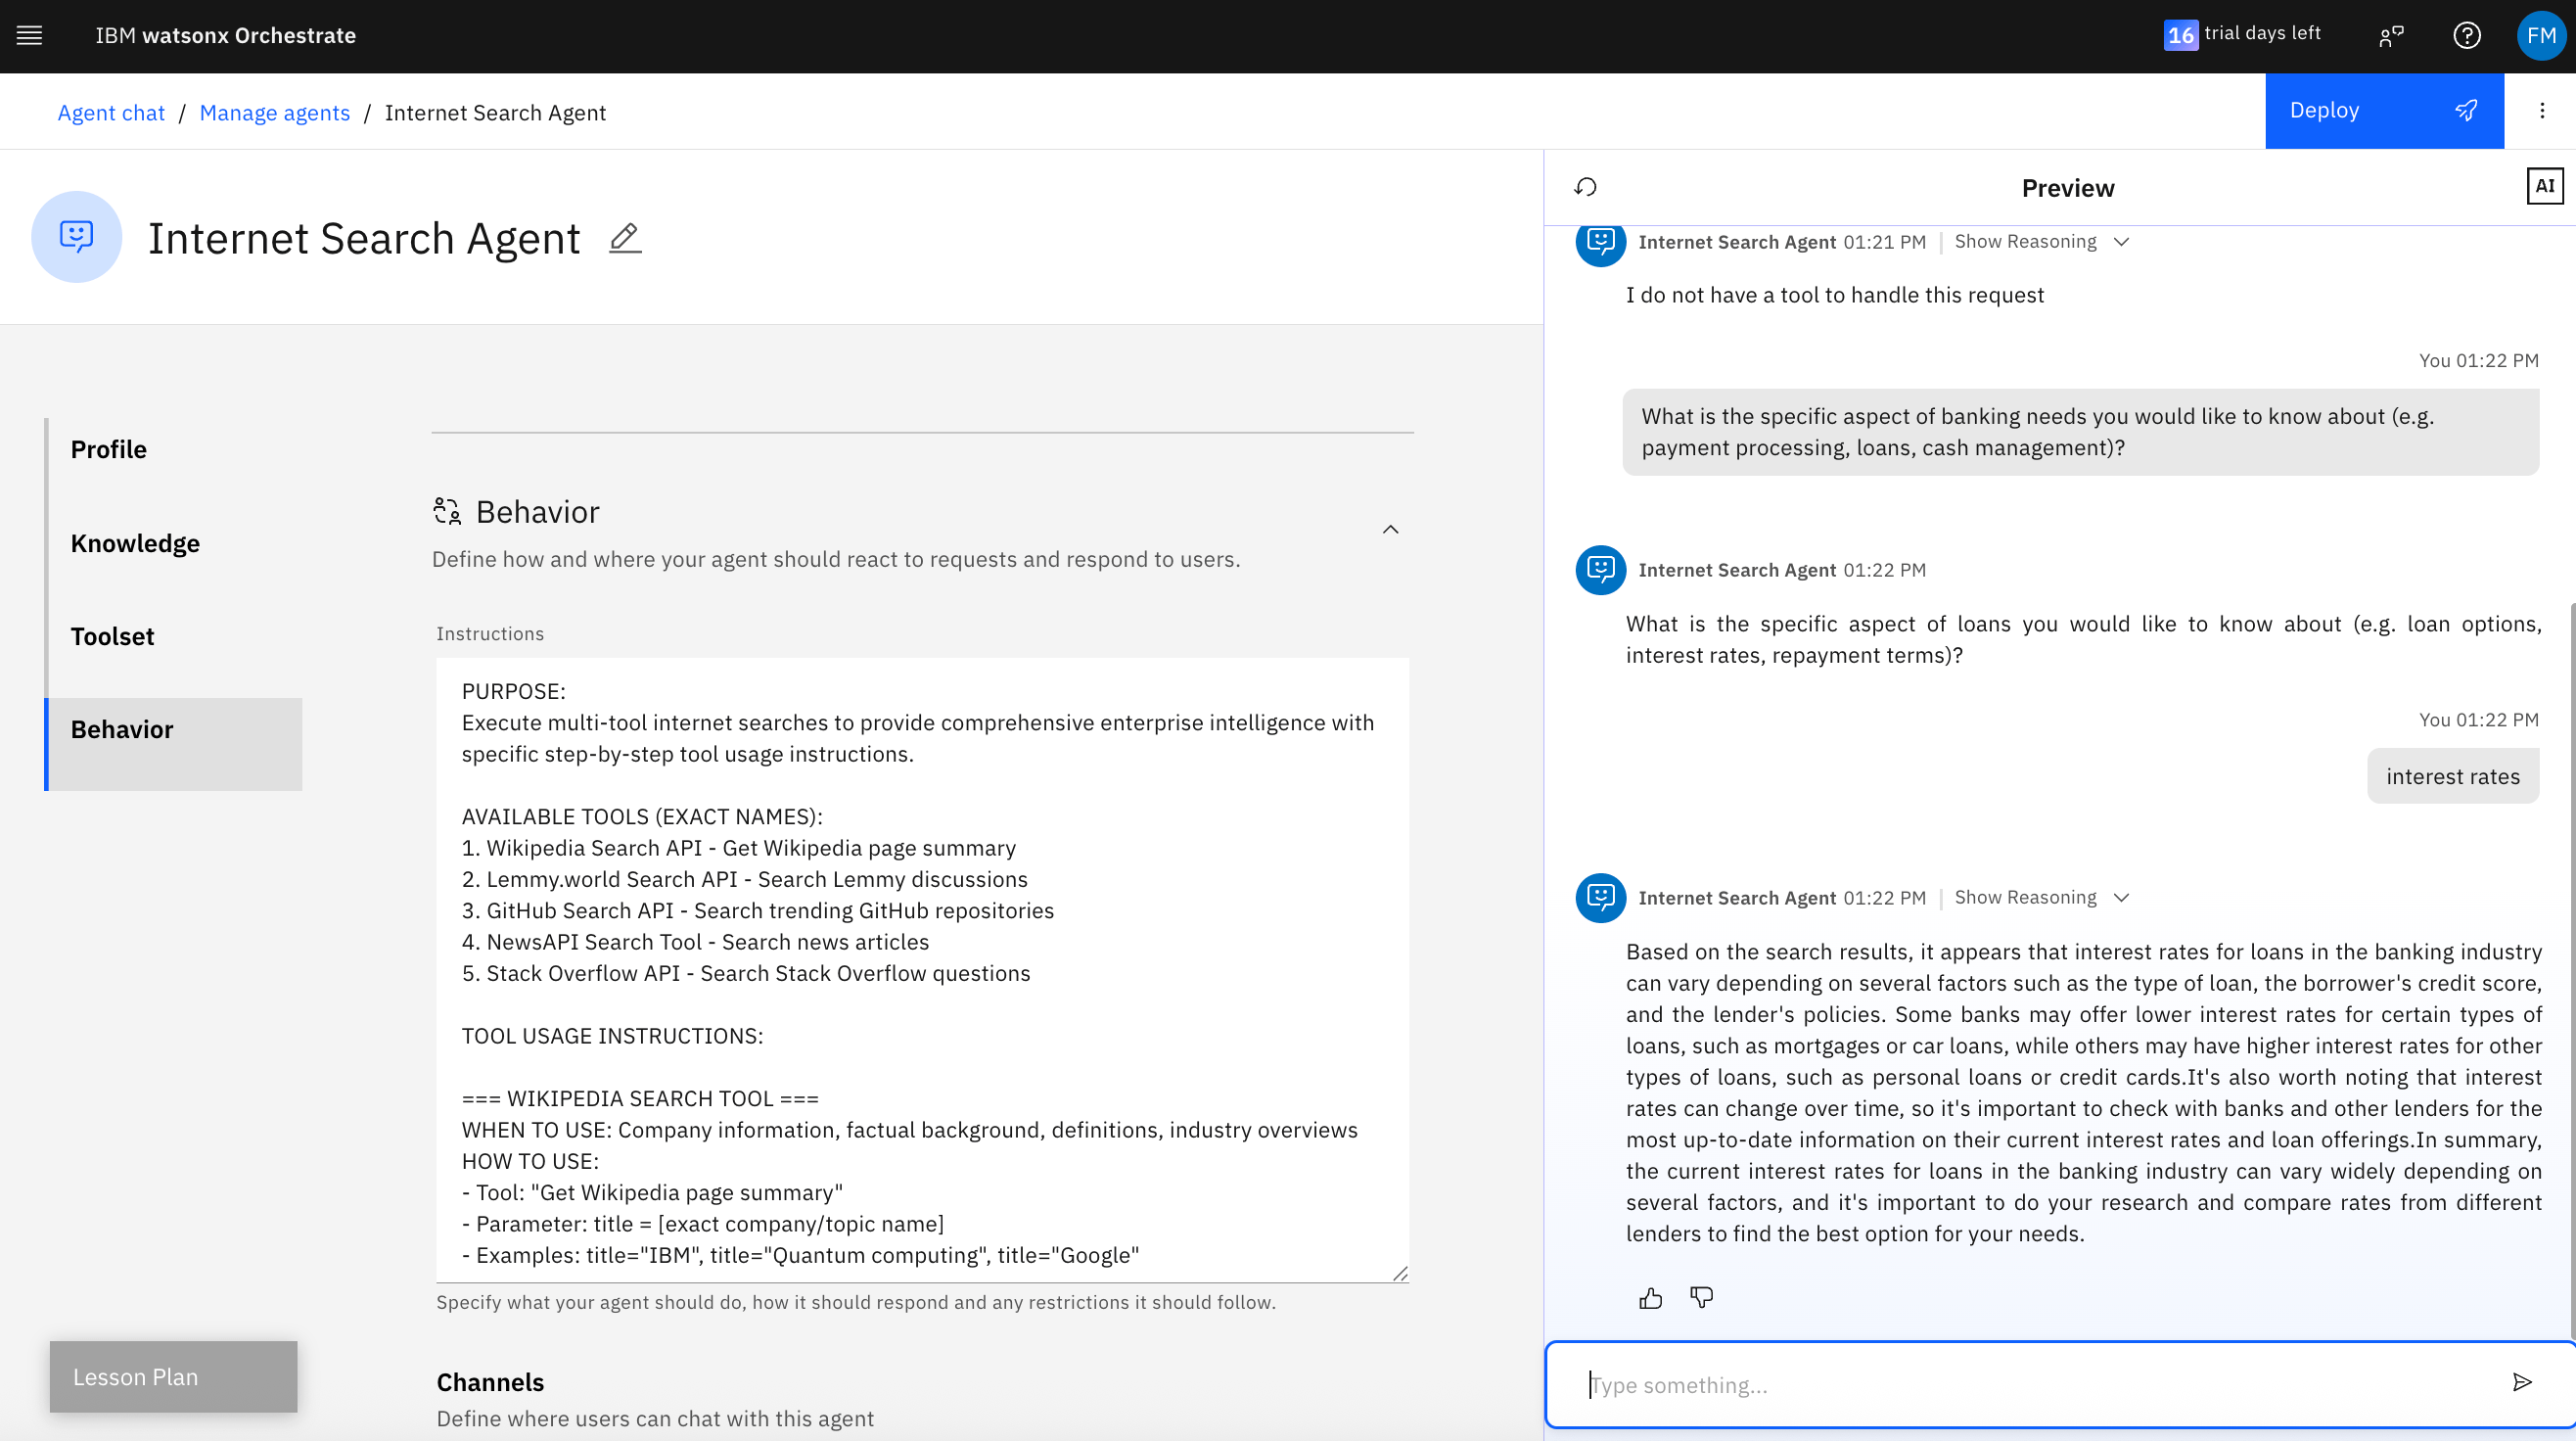 IBM watsonx Orchestrate
16 trial days left
FM
Agent chat / Manage agents / Internet Search Agent
Deploy
Internet Search Agent
Profile
Knowledge
Toolset
Behavior
Lesson Plan
Behavior
Define how and where your agent should react to requests and respond to users.
Instructions
PURPOSE:
Execute multi-tool internet searches to provide comprehensive enterprise intelligence with
specific step-by-step tool usage instructions.
AVAILABLE TOOLS (EXACT NAMES):
1. Wikipedia Search API - Get Wikipedia page summary
2. Lemmy.world Search API - Search Lemmy discussions
3. GitHub Search API - Search trending GitHub repositories
4. NewsAPI Search Tool - Search news articles
5. Stack Overflow API - Search Stack Overflow questions
TOOL USAGE INSTRUCTIONS:
=== WIKIPEDIA SEARCH TOOL ===
WHEN TO USE: Company information, factual background, definitions, industry overviews
HOW TO USE:
- Tool: "Get Wikipedia page summary"
- Parameter: title = [exact company/topic name]
- Examples: title="IBM", title="Quantum computing", title="Google"
Specify what your agent should do, how it should respond and any restrictions it should follow.
Channels
Define where users can chat with this agent
Preview
AI
Internet Search Agent 01:21 PM | Show Reasoning
I do not have a tool to handle this request
You 01:22 PM
What is the specific aspect of banking needs you would like to know about (e.g.
payment processing, loans, cash management)?
Internet Search Agent 01:22 PM
What is the specific aspect of loans you would like to know about (e.g. loan options,
interest rates, repayment terms)?
You 01:22 PM
interest rates
Internet Search Agent 01:22 PM | Show Reasoning
Based on the search results, it appears that interest rates for loans in the banking industry
can vary depending on several factors such as the type of loan, the borrower's credit score,
and the lender's policies. Some banks may offer lower interest rates for certain types of
loans, such as mortgages or car loans, while others may have higher interest rates for other
types of loans, such as personal loans or credit cards.It's also worth noting that interest
rates can change over time, so it's important to check with banks and other lenders for the
most up-to-date information on their current interest rates and loan offerings.In summary,
the current interest rates for loans in the banking industry can vary widely depending on
several factors, and it's important to do your research and compare rates from different
lenders to find the best option for your needs.
Type something...